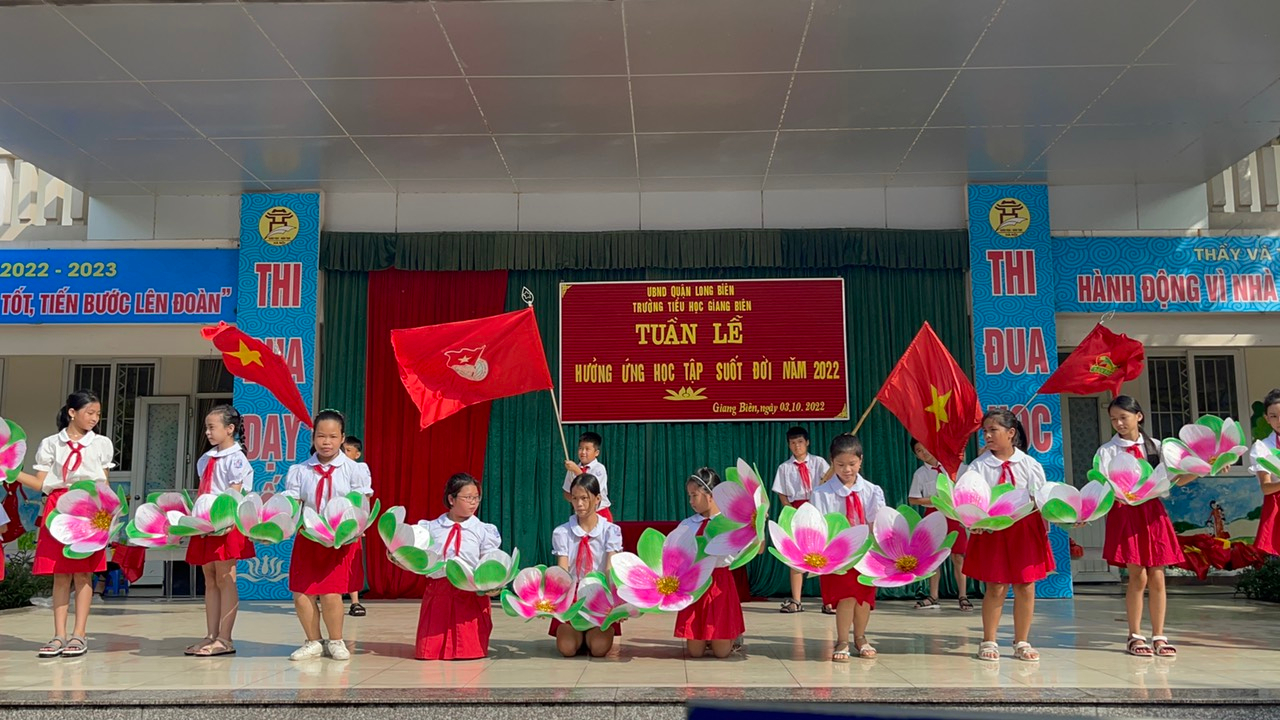 2022 - 2023
TỐT, TIẾN BƯỚC LÊN ĐOÀN"
THI
ĐUA
DẠY
UBND QUẬN LONG BIÊN
TRƯỜNG TIỂU HỌC GIANG BIÊN
TUẦN LỄ
HƯỞNG ỨNG HỌC TẬP SUỐT ĐỜI NĂM 2022
Giang Biên, ngày 03.10.2022
THI
ĐUA
HỌC
THẦY VÀ
HÀNH ĐỘNG VÌ NHÀ